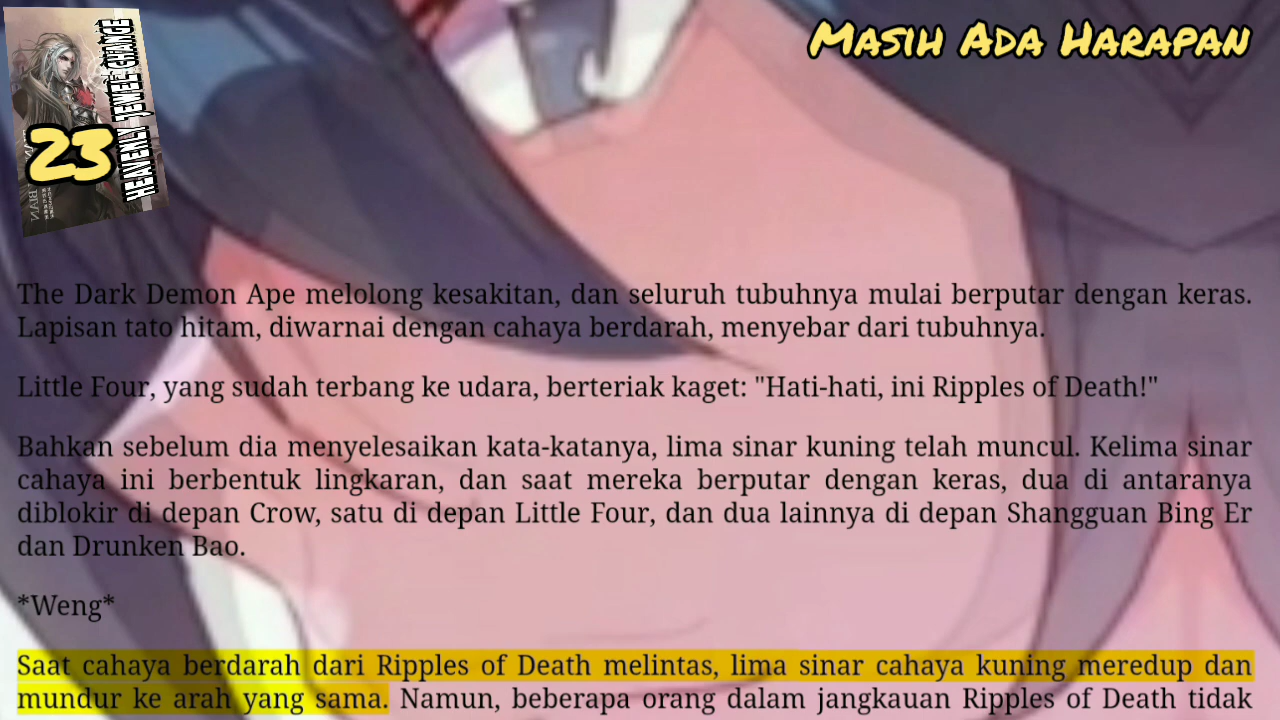 Masih Ada Harapan
HEAVENLY JEWEL CHANGE
23
The Dark Demon Ape melolong kesakitan, dan seluruh tubuhnya mulai berputar dengan keras.
Lapisan tato hitam, diwarnai dengan cahaya berdarah, menyebar dari tubuhnya.
Little Four, yang sudah terbang ke udara, berteriak kaget: "Hati-hati, ini Ripples of Death!"
Bahkan sebelum dia menyelesaikan kata-katanya, lima sinar kuning telah muncul. Kelima sinar
cahaya ini berbentuk lingkaran, dan saat mereka berputar dengan keras, dua di antaranya
diblokir di depan Crow, satu di depan Little Four, dan dua lainnya di depan Shangguan Bing Er
dan Drunken Bao.
*Weng*
Saat cahaya berdarah dari Ripples of Death melintas, lima sinar cahaya kuning meredup dan
mundur ke arah yang sama. Namun, beberapa orang dalam jangkauan Ripples of Death tidak